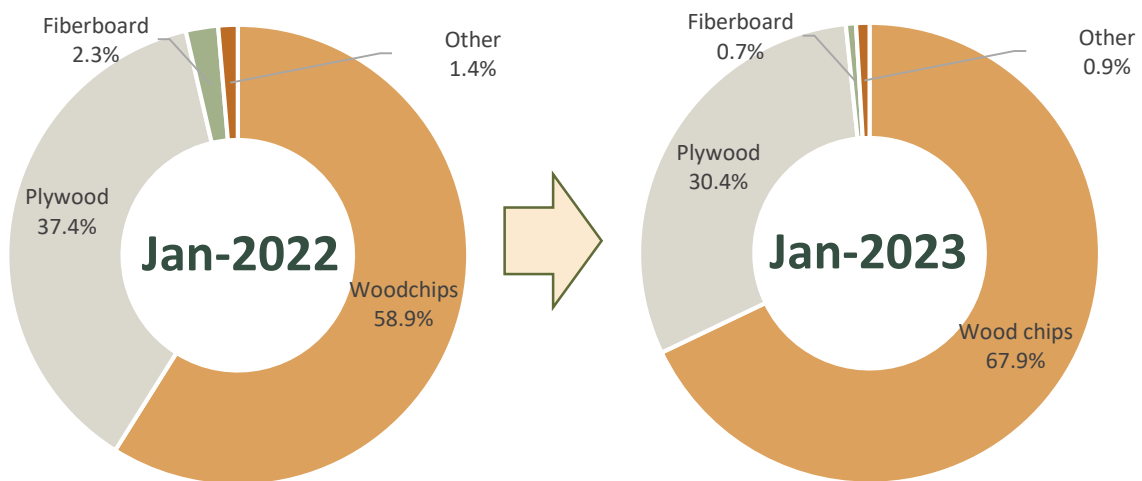 Fiberboard
2.3%
Other
1.4%
Plywood
37.4%
Jan-2022
Woodchips
58.9%
Fiberboard
0.7%
Other
0.9%
Plywood
30.4%
Jan-2023
Wood chips
67.9%